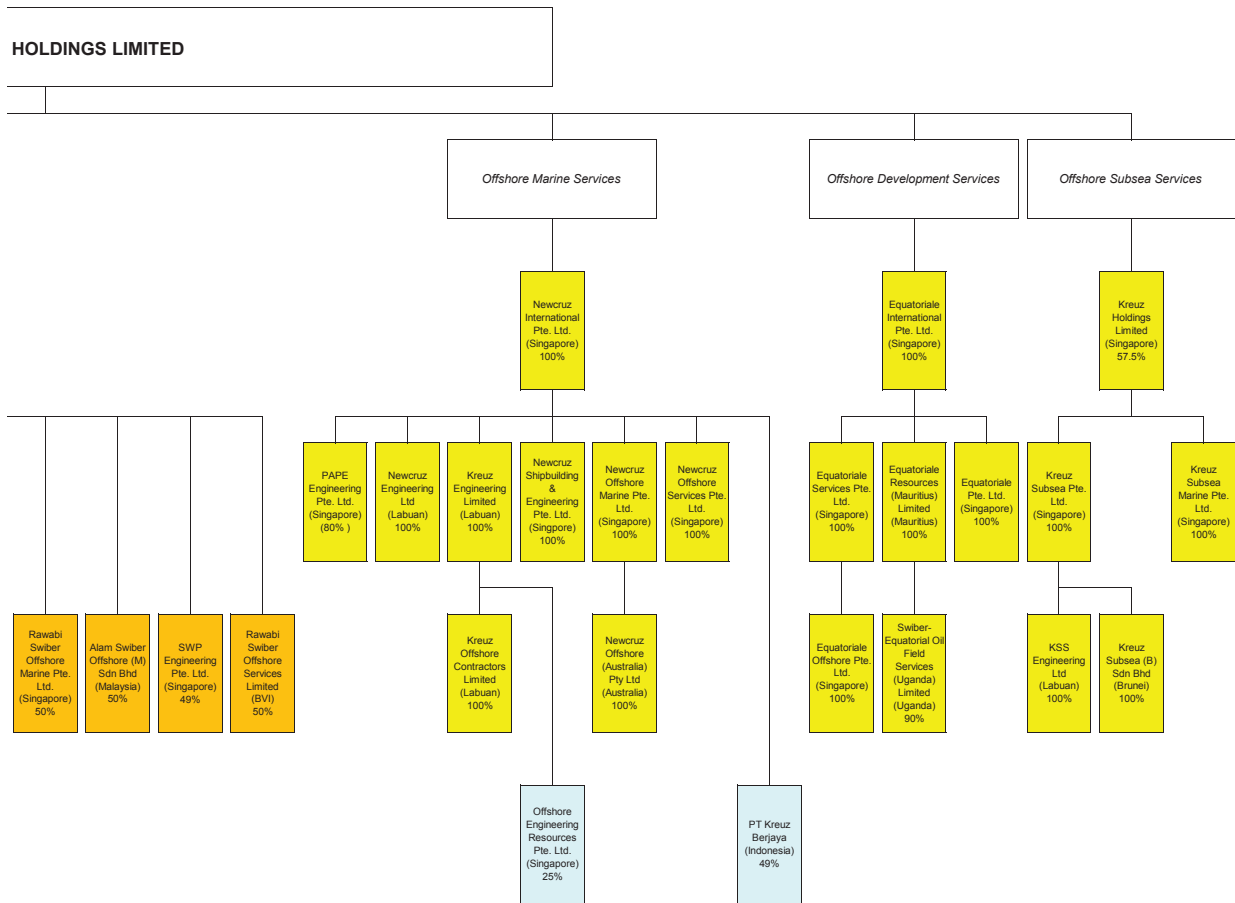 HOLDINGS LIMITED
Offshore Marine Services
Offshore Development Services
Offshore Subsea Services
Newcruz
International
Pte. Ltd.
(Singapore)
100%
Equatoriale
International
Pte. Ltd.
(Singapore)
100%
Kreuz
Holdings
Limited
(Singapore)
57.5%
PAPE
Engineering
Pte. Ltd.
(Singapore)
(80% )
Newcruz
Engineering
Ltd
(Labuan)
100%
Kreuz
Engineering
Limited
(Labuan)
100%
Newcruz
Shipbuilding
&
Engineering
Pte. Ltd.
(Singpore)
100%
Newcruz
Offshore
Marine Pte.
Ltd.
(Singapore)
100%
Newcruz
Offshore
Services Pte.
Ltd.
(Singapore)
100%
Equatoriale
Services Pte.
Ltd.
(Singapore)
100%
Equatoriale
Resources
(Mauritius)
Limited
(Mauritius)
100%
Equatoriale
Pte. Ltd.
(Singapore)
100%
Kreuz
Subsea Pte.
Ltd.
(Singapore)
100%
Kreuz
Subsea
Marine Pte.
Ltd.
(Singapore)
100%
Rawabi
Swiber
Offshore
Marine Pte.
Ltd.
(Singapore)
50%
Alam Swiber
Offshore (M)
Sdn Bhd
(Malaysia)
50%
SWP
Engineering
Pte. Ltd.
(Singapore)
49%
Rawabi
Swiber
Offshore
Services
Limited
(BVI)
50%
Kreuz
Offshore
Contractors
Limited
(Labuan)
100%
Newcruz
Offshore
(Australia)
Pty Ltd
(Australia)
100%
Equatoriale
Offshore Pte.
Ltd.
(Singapore)
100%
Swiber-
Equatorial Oil
Field
Services
(Uganda)
Limited
(Uganda)
90%
KSS
Engineering
Ltd
(Labuan)
100%
Kreuz
Subsea (B)
Sdn Bhd
(Brunei)
100%
Offshore
Engineering
Resources
Pte. Ltd.
(Singapore)
25%
PT Kreuz
Berjaya
(Indonesia)
49%